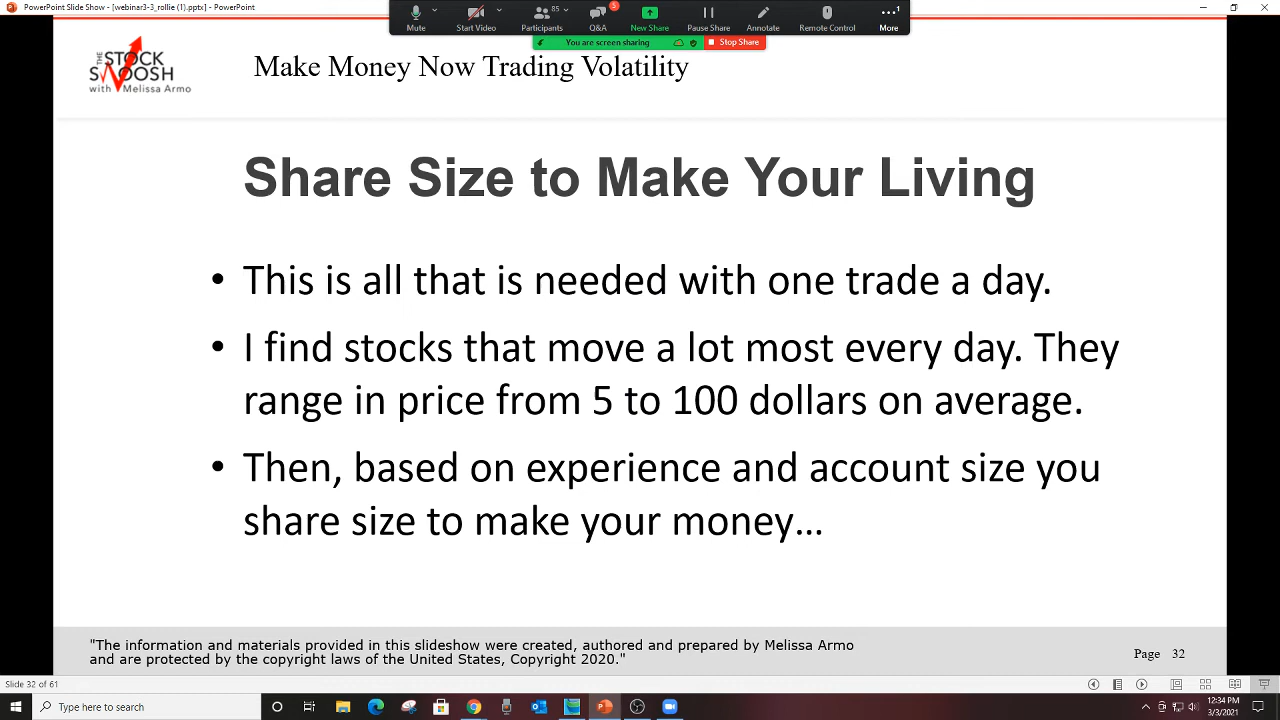 PowerPoint Slide Show - [webinar3-3_rollie (1).pptx] - PowerPoint
Mute
Start Video
85
Participants
5
Q&A
New Share
Pause Share
Annotate
Remote Control
1
More
You are screen sharing
Stop Share
THE STOCK
SWOOSH
with Melissa Armo
Make Money Now Trading Volatility
Share Size to Make Your Living
• This is all that is needed with one trade a day.
• I find stocks that move a lot most every day. They
range in price from 5 to 100 dollars on average.
• Then, based on experience and account size you
share size to make your money…
"The information and materials provided in this slideshow were created, authored and prepared by Melissa Armo
and are protected by the copyright laws of the United States, Copyright 2020."
Page 32
Slide 32 of 61
Type here to search
12:34 PM
3/3/2021